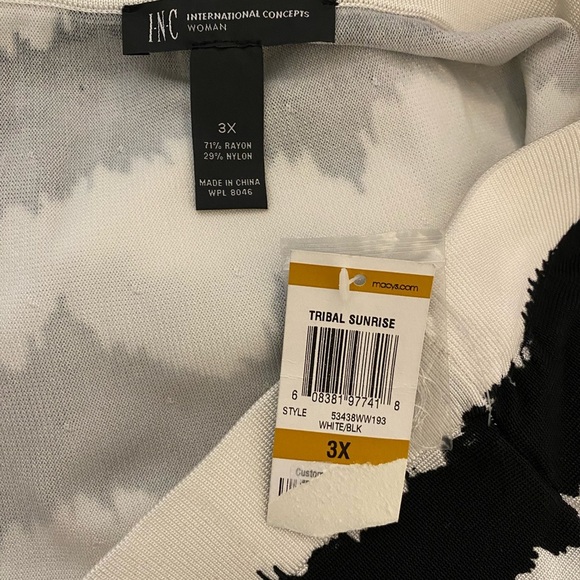 I·N·C INTERNATIONAL CONCEPTS
WOMAN
3X
71% RAYON
29% NYLON
MADE IN CHINA
WPL 8046
macys.com
TRIBAL SUNRISE
6 08381 97741 8
STYLE 53438WW193
WHITE/BLK
3X
Custom